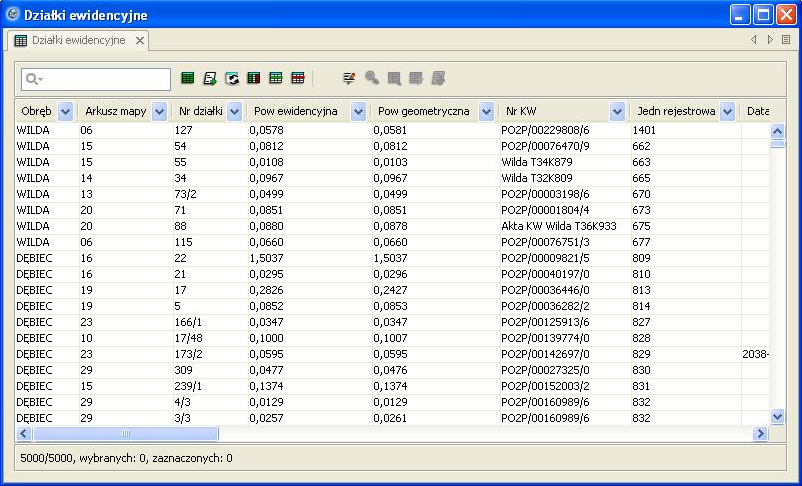 Działki ewidencyjne
Działki ewidencyjne
Obręb Arkusz mapy Nr działki Pow ewidencyjna Pow geometryczna Nr KW Jedn rejestrowa Data
WILDA 06 127 0,0578 0,0581 PO2P/00229808/6 1401
WILDA 15 54 0,0812 0,0812 PO2P/00076470/9 662
WILDA 15 55 0,0108 0,0103 Wilda T34K879 663
WILDA 14 34 0,0967 0,0967 Wilda T32K809 665
WILDA 13 73/2 0,0499 0,0499 PO2P/00003198/6 670
WILDA 20 71 0,0851 0,0851 PO2P/00001804/4 673
WILDA 20 88 0,0880 0,0878 Akta KW Wilda T36K933 675
WILDA 06 115 0,0660 0,0660 PO2P/00076751/3 677
DĘBIEC 16 22 1,5037 1,5037 PO2P/00009821/5 809
DĘBIEC 16 21 0,0295 0,0296 PO2P/00040197/0 810
DĘBIEC 19 17 0,2826 0,2427 PO2P/00036446/0 813
DĘBIEC 19 5 0,0852 0,0853 PO2P/00036282/2 814
DĘBIEC 23 166/1 0,0347 0,0347 PO2P/00125913/6 827
DĘBIEC 10 17/48 0,1000 0,1007 PO2P/00139774/0 828
DĘBIEC 23 173/2 0,0595 0,0595 PO2P/00142697/0 829 2038-
DĘBIEC 29 309 0,0477 0,0476 PO2P/00027325/0 830
DĘBIEC 15 239/1 0,1374 0,1374 PO2P/00152003/2 831
DĘBIEC 29 4/3 0,0129 0,0129 PO2P/00160989/6 832
DĘBIEC 29 3/3 0,0257 0,0261 PO2P/00160989/6 832
5000/5000, wybranych: 0, zaznaczonych: 0